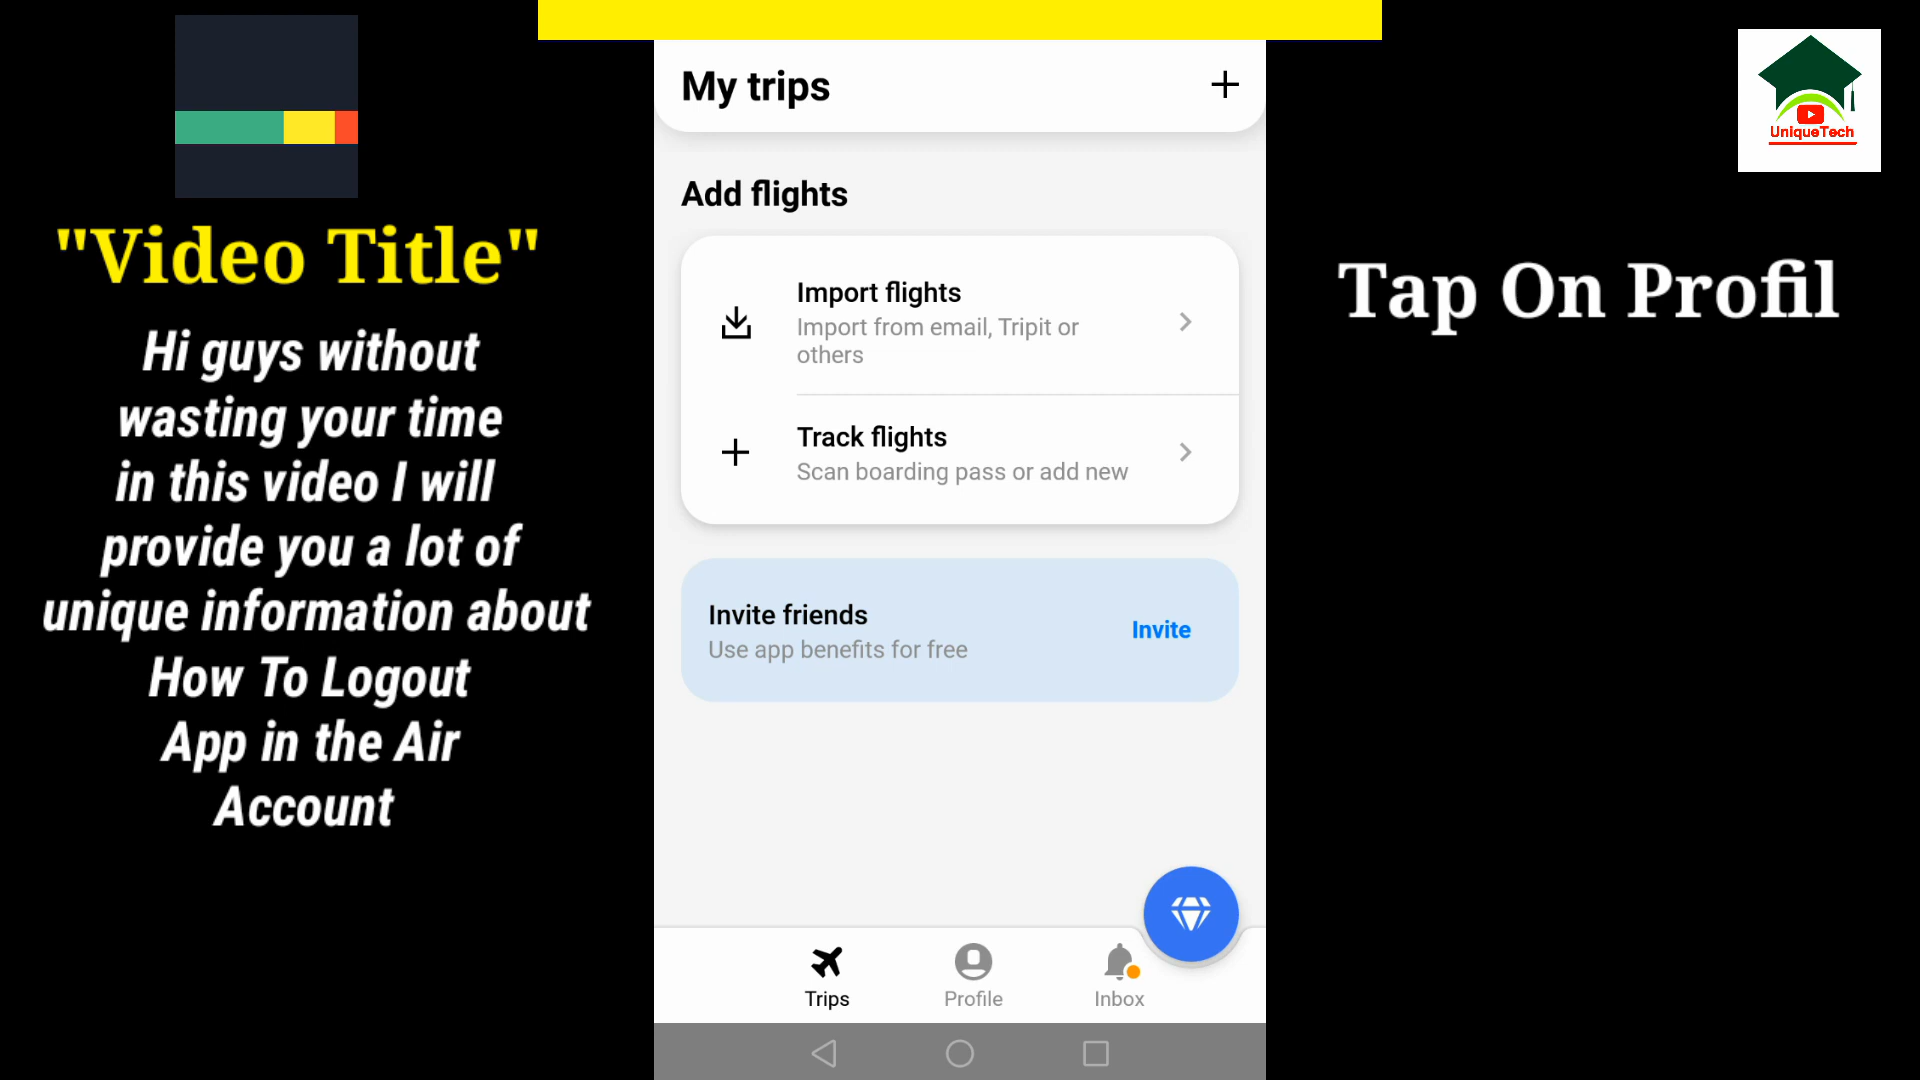 "Video Title"
Hi guys without
wasting your time
in this video I will
provide you a lot of
unique information about
How To Logout
App in the Air
Account
My trips
Add flights
Import flights
Import from email, Tripit or
others
Track flights
Scan boarding pass or add new
Invite friends
Use app benefits for free
Invite
Trips
Profile
Inbox
UniqueTech
Tap On Profil